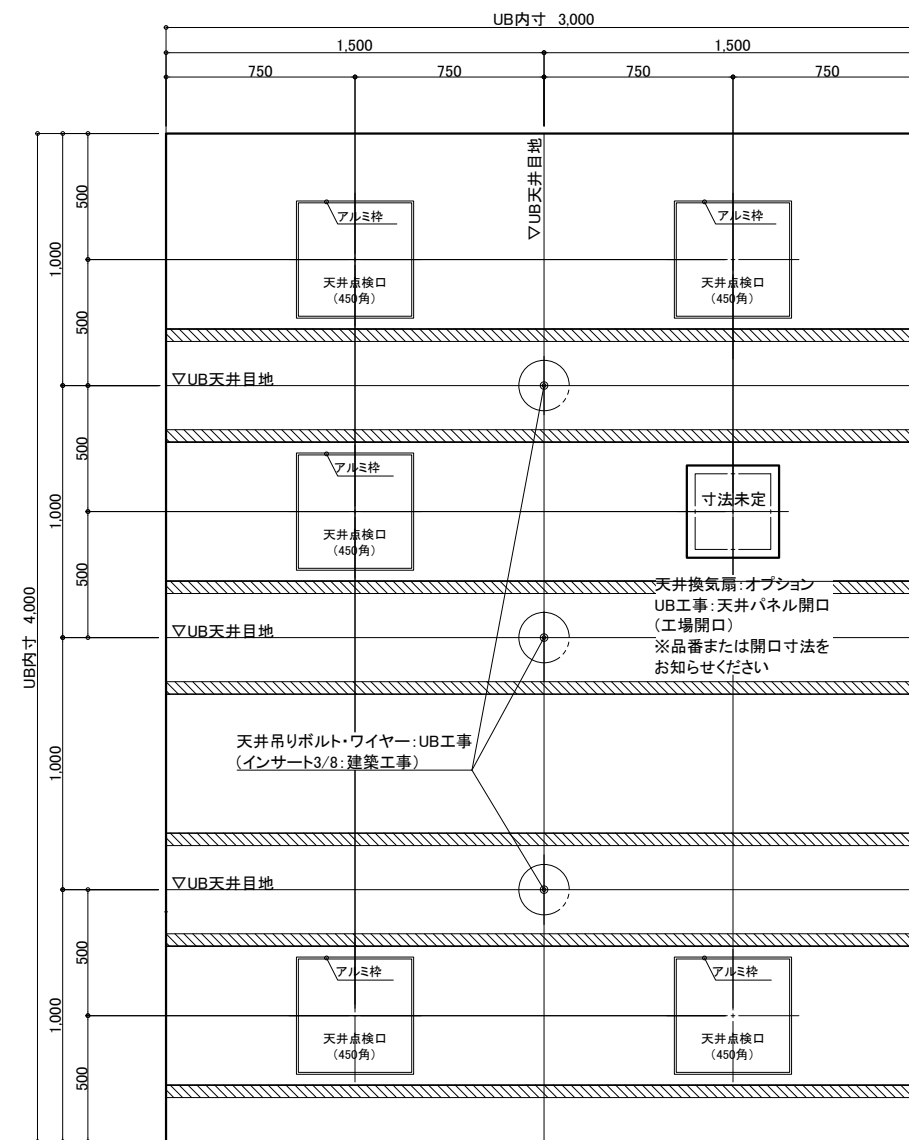 UB内寸 3,000
1,500
1,500
750
750
750
750
▽UB天井目地
500
1,000
500
アルミ枠
天井点検口
(450角)
アルミ枠
天井点検口
(450角)
▽UB天井目地
500
1,000
500
アルミ枠
天井点検口
(450角)
寸法未定
天井換気扇:オプション
UB工事:天井パネル開口
(工場開口)
※品番または開口寸法を
お知らせください
UB内寸 4,000
▽UB天井目地
天井吊りボルト・ワイヤー:UB工事
(インサート3/8:建築工事)
1,000
▽UB天井目地
500
1,000
500
アルミ枠
天井点検口
(450角)
アルミ枠
天井点検口
(450角)